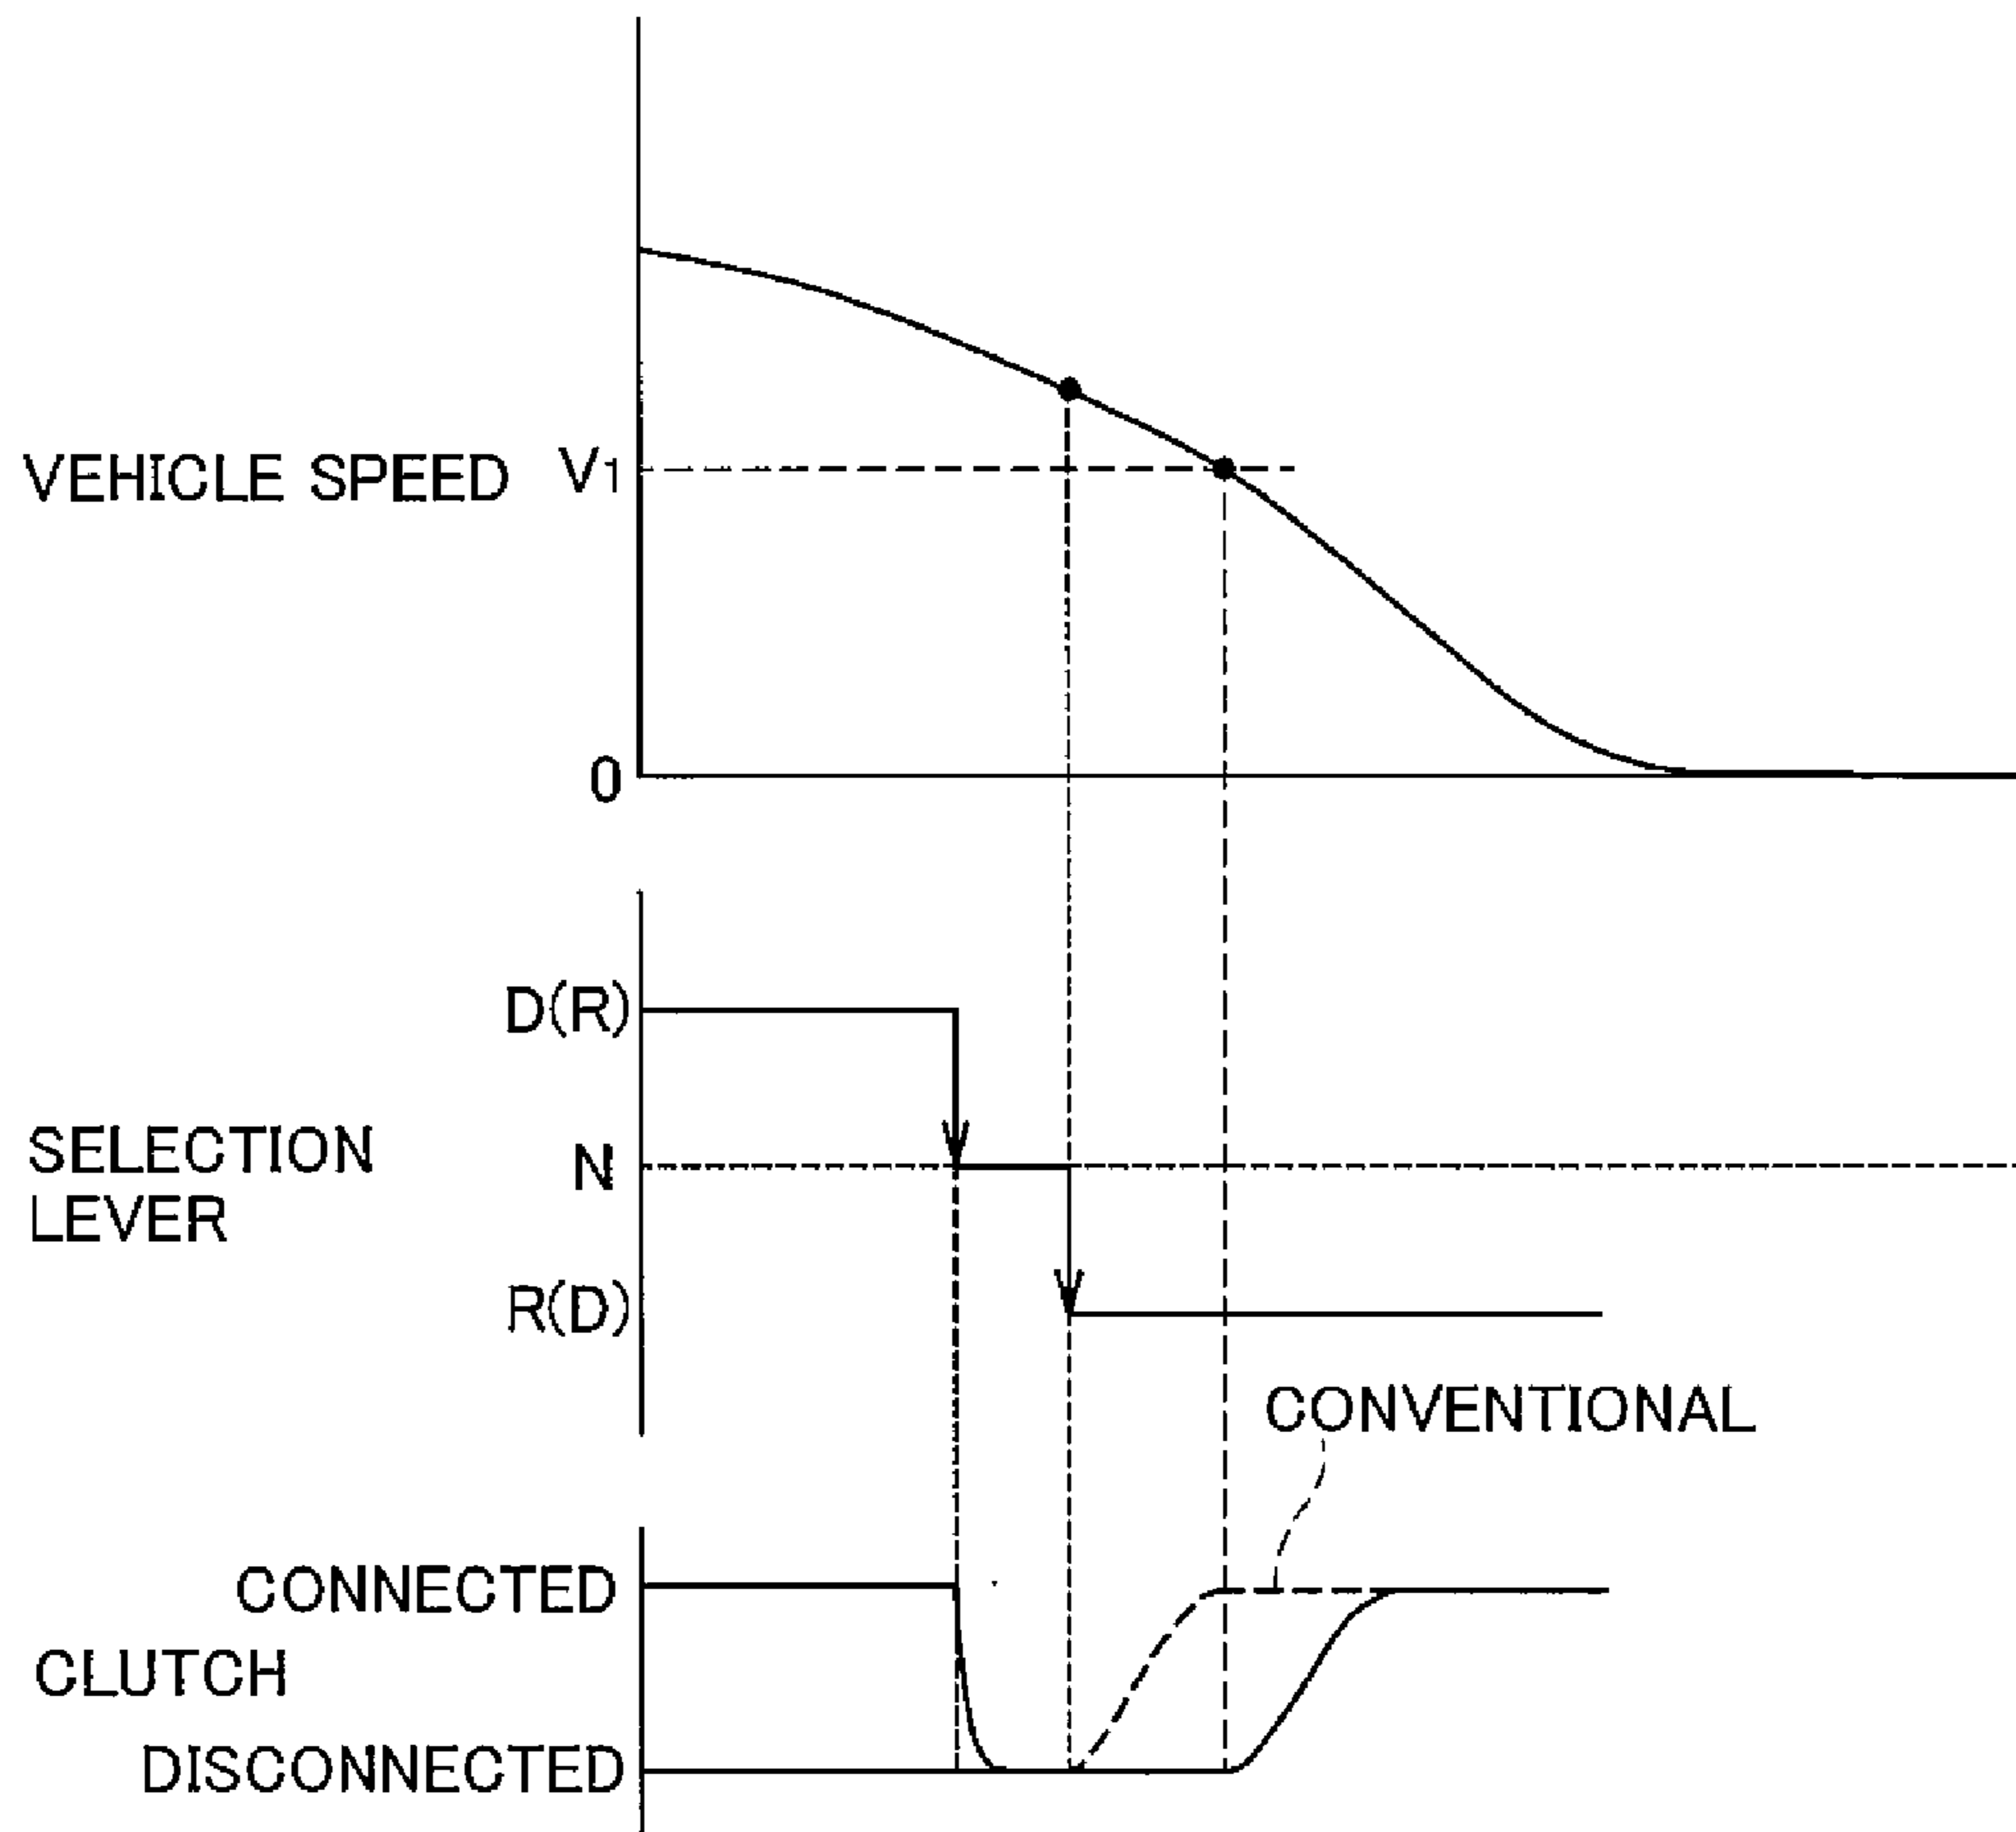 VEHICLE SPEED
V1
0
D(R)
SELECTION
LEVER
N
R(D)
CONVENTIONAL
CONNECTED
CLUTCH
DISCONNECTED